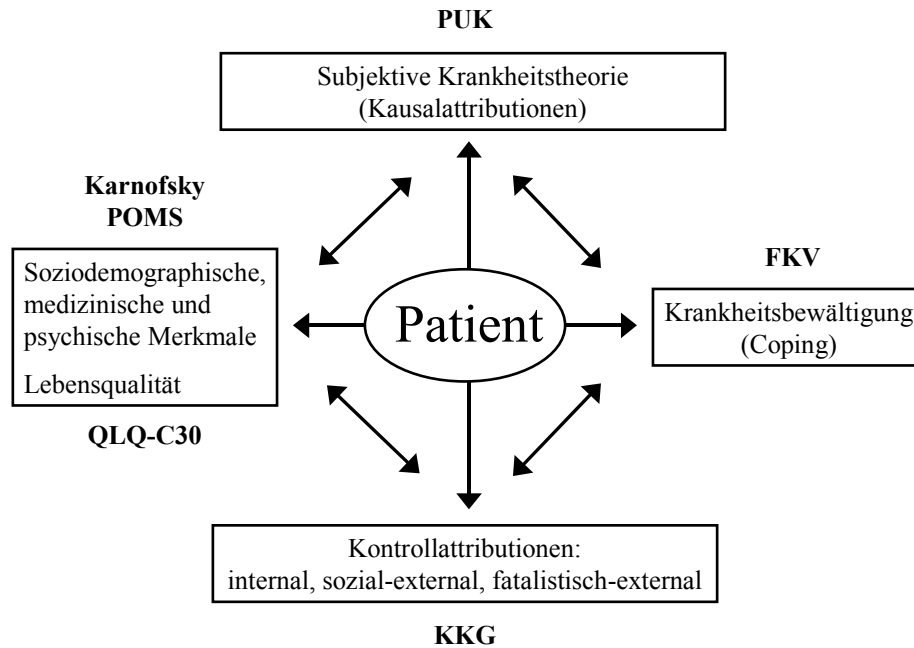 PUK
Subjektive Krankheitstheorie
(Kausalattributionen)
Karnofsky
POMS
Soziodemographische,
medizinische und
psychische Merkmale
Lebensqualität
QLQ-C30
Patient
FKV
Krankheitsbewältigung
(Coping)
Kontrollattributionen:
internal, sozial-external, fatalistisch-external
KKG